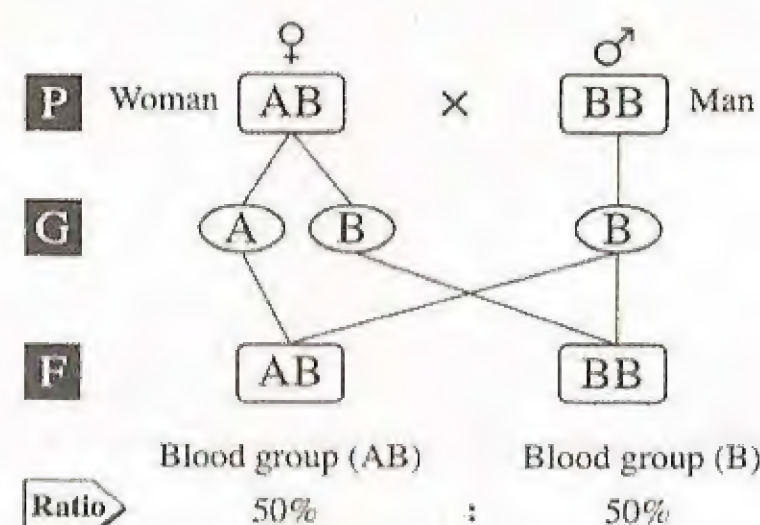 ♀ ♂
P Woman AB × BB Man
G A B B
F AB BB
Blood group (AB) Blood group (B)
Ratio 50% : 50%